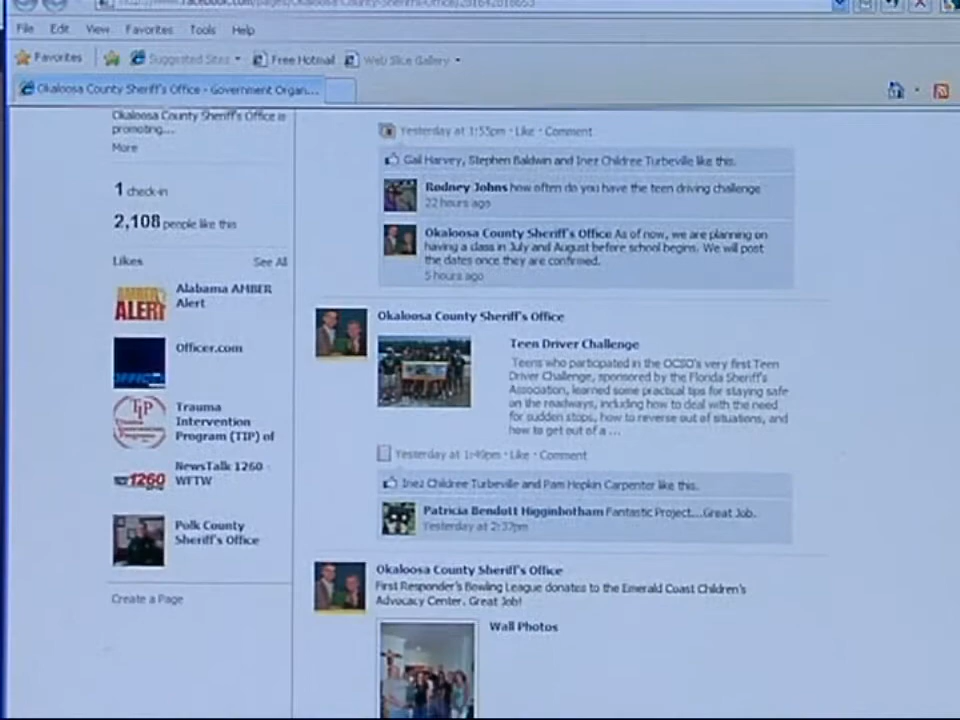 File Edit View Favorites Tools Help
Favorites Suggested Sites Free Hotmail Web Slice Gallery
Okaloosa County Sheriff's Office - Government Organ...
Okaloosa County Sheriff's Office is
promoting...
More
1 check-in
2,108 people like this
Likes See All
Alabama AMBER
Alert
AMBER
ALERT
Officer.com
OFFICER
Trauma
Intervention
Program (TIP) of
TIP
NewsTalk 1260 -
WFTW
1260
Polk County
Sheriff's Office
Create a Page
Yesterday at 1:55pm · Like · Comment
Gail Harvey, Stephen Baldwin and Inez Childree Turbeville like this.
Rodney Johns how often do you have the teen driving challenge
22 hours ago
Okaloosa County Sheriff's Office As of now, we are planning on
having a class in July and August before school begins. We will post
the dates once they are confirmed.
5 hours ago
Okaloosa County Sheriff's Office
Teen Driver Challenge
Teens who participated in the OCSO's very first Teen
Driver Challenge, sponsored by the Florida Sheriff's
Association, learned some practical tips for staying safe
on the roadways, including how to deal with the need
for sudden stops, how to reverse out of situations, and
how to get out of a ...
Yesterday at 1:49pm · Like · Comment
Inez Childree Turbeville and Pam Hopkin Carpenter like this.
Patricia Bendott Higginbotham Fantastic Project...Great Job.
Yesterday at 2:37pm
Okaloosa County Sheriff's Office
First Responder's Bowling League donates to the Emerald Coast Children's
Advocacy Center. Great Job!
Wall Photos